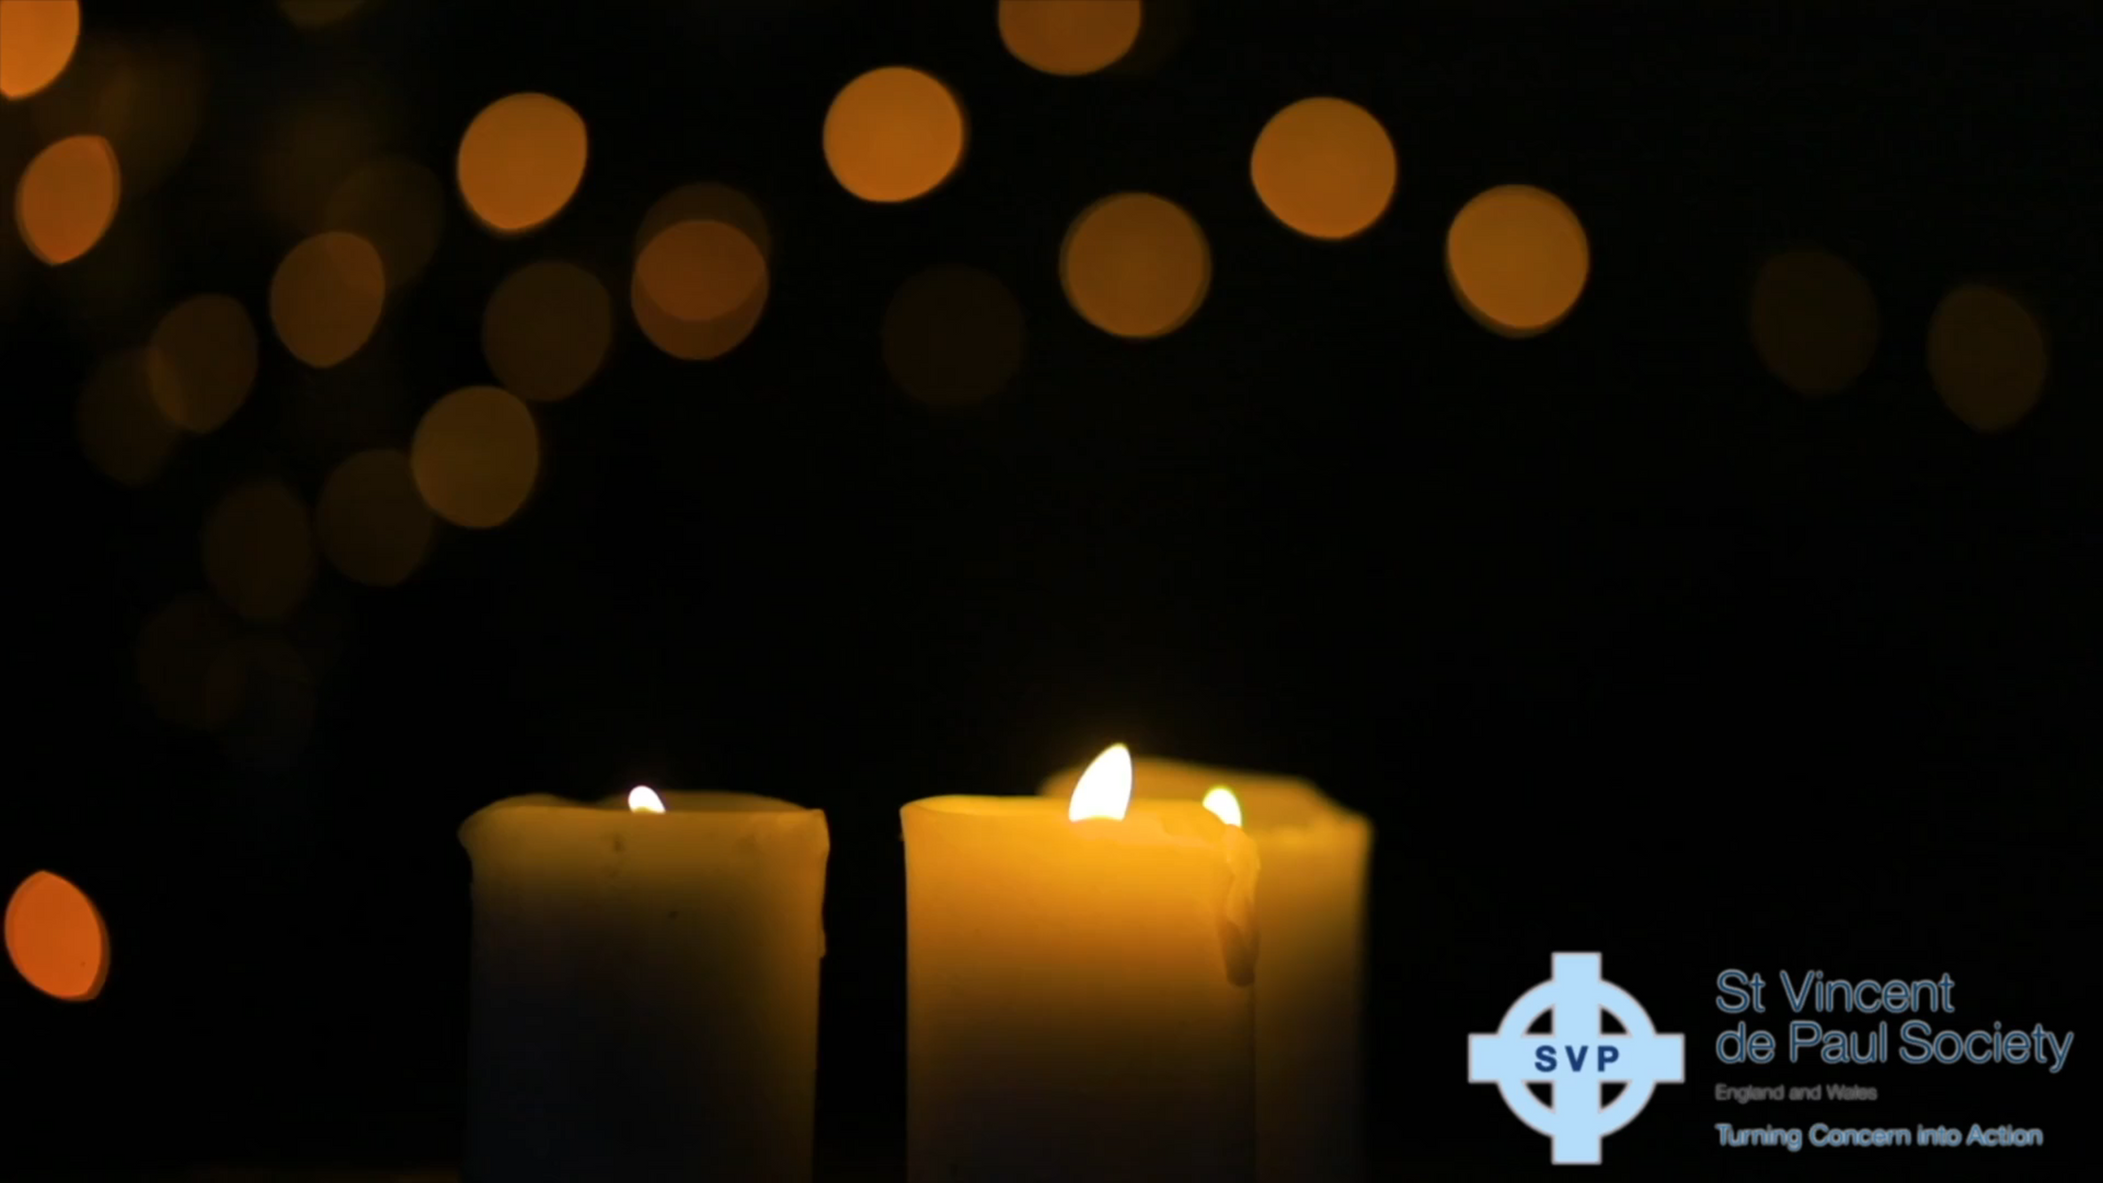 SVP
St Vincent
de Paul Society
England and Wales
Turning Concern into Action